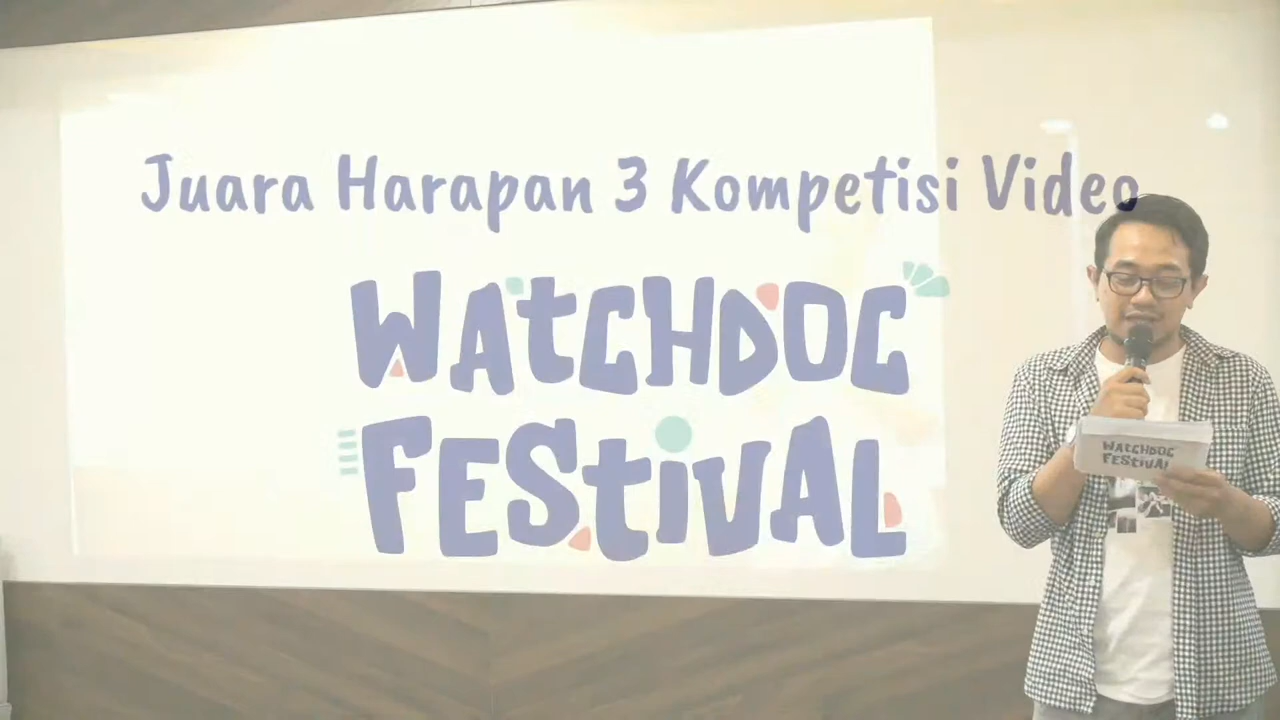 Juara Harapan 3 Kompetisi Video
WATCHDOC
FESTIVAL
WATCHDOC
FESTIVAL